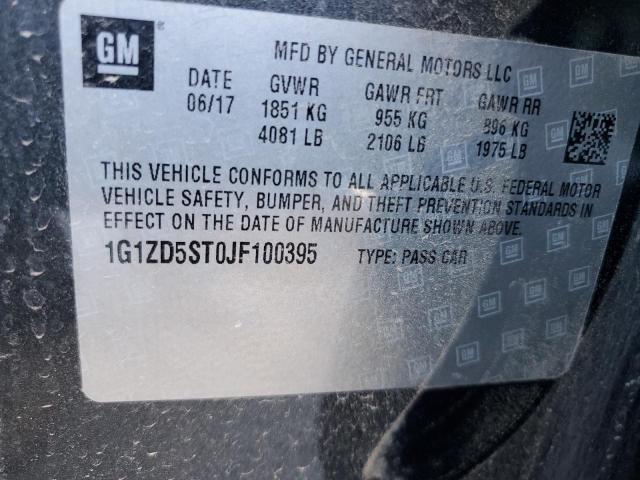 GM ®
MFD BY GENERAL MOTORS LLC
DATE GVWR GAWR FRT GAWR RR
06/17 1851 KG 955 KG 896 KG
4081 LB 2106 LB 1975 LB
THIS VEHICLE CONFORMS TO ALL APPLICABLE U.S. FEDERAL MOTOR
VEHICLE SAFETY, BUMPER, AND THEFT PREVENTION STANDARDS IN
EFFECT ON THE DATE OF MANUFACTURE SHOWN ABOVE.
1G1ZD5ST0JF100395 TYPE: PASS CAR